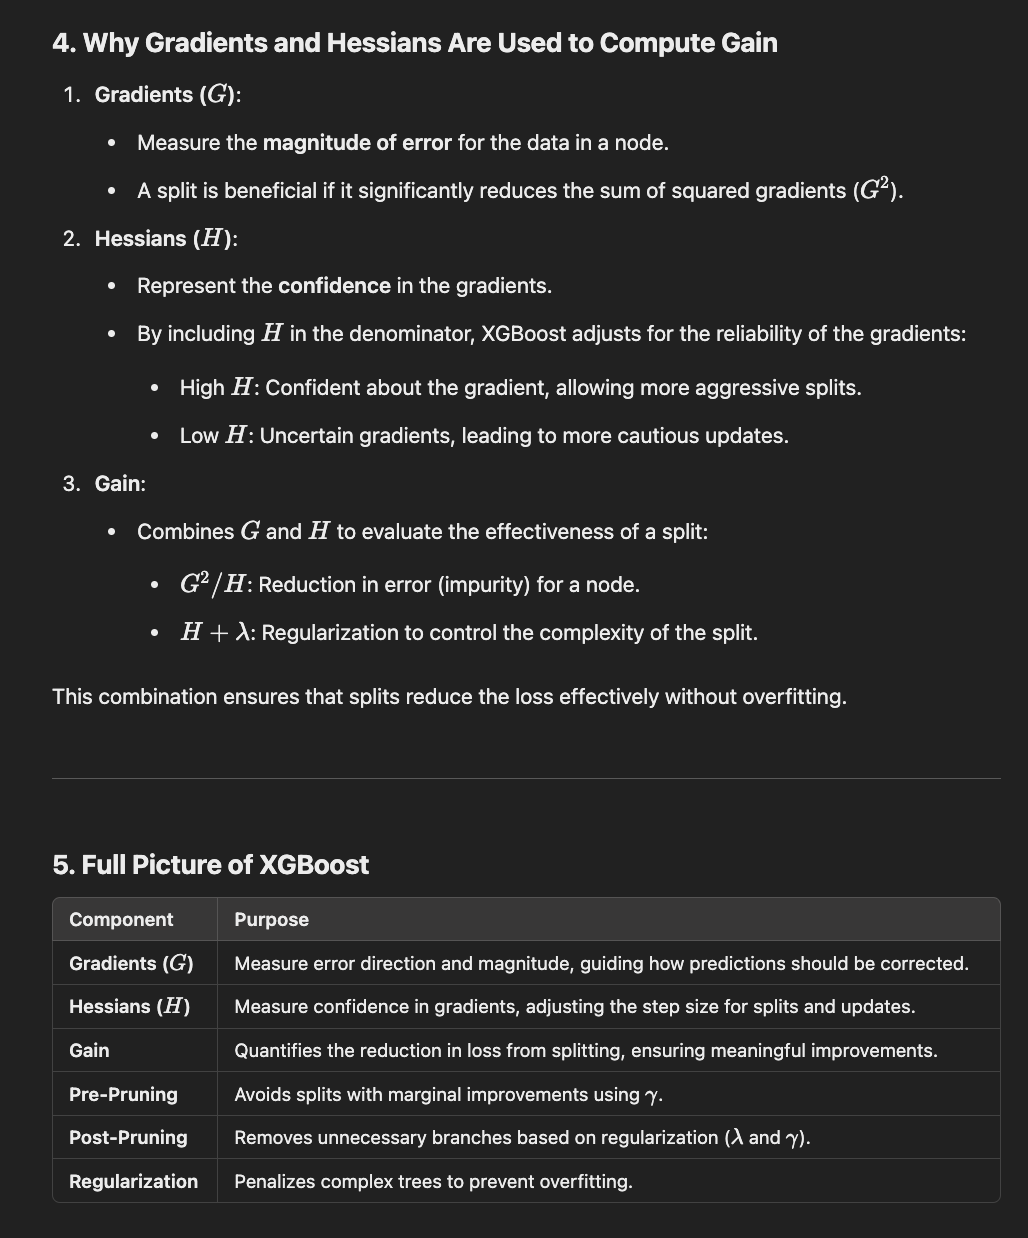 4. Why Gradients and Hessians Are Used to Compute Gain
1. Gradients (G):
• Measure the magnitude of error for the data in a node.
• A split is beneficial if it significantly reduces the sum of squared gradients (G²).
2. Hessians (H):
• Represent the confidence in the gradients.
• By including H in the denominator, XGBoost adjusts for the reliability of the gradients:
• High H: Confident about the gradient, allowing more aggressive splits.
• Low H: Uncertain gradients, leading to more cautious updates.
3. Gain:
• Combines G and H to evaluate the effectiveness of a split:
• G²/H: Reduction in error (impurity) for a node.
• H + λ: Regularization to control the complexity of the split.
This combination ensures that splits reduce the loss effectively without overfitting.
5. Full Picture of XGBoost
Component Purpose
Gradients (G) Measure error direction and magnitude, guiding how predictions should be corrected.
Hessians (H) Measure confidence in gradients, adjusting the step size for splits and updates.
Gain Quantifies the reduction in loss from splitting, ensuring meaningful improvements.
Pre-Pruning Avoids splits with marginal improvements using γ.
Post-Pruning Removes unnecessary branches based on regularization (λ and γ).
Regularization Penalizes complex trees to prevent overfitting.